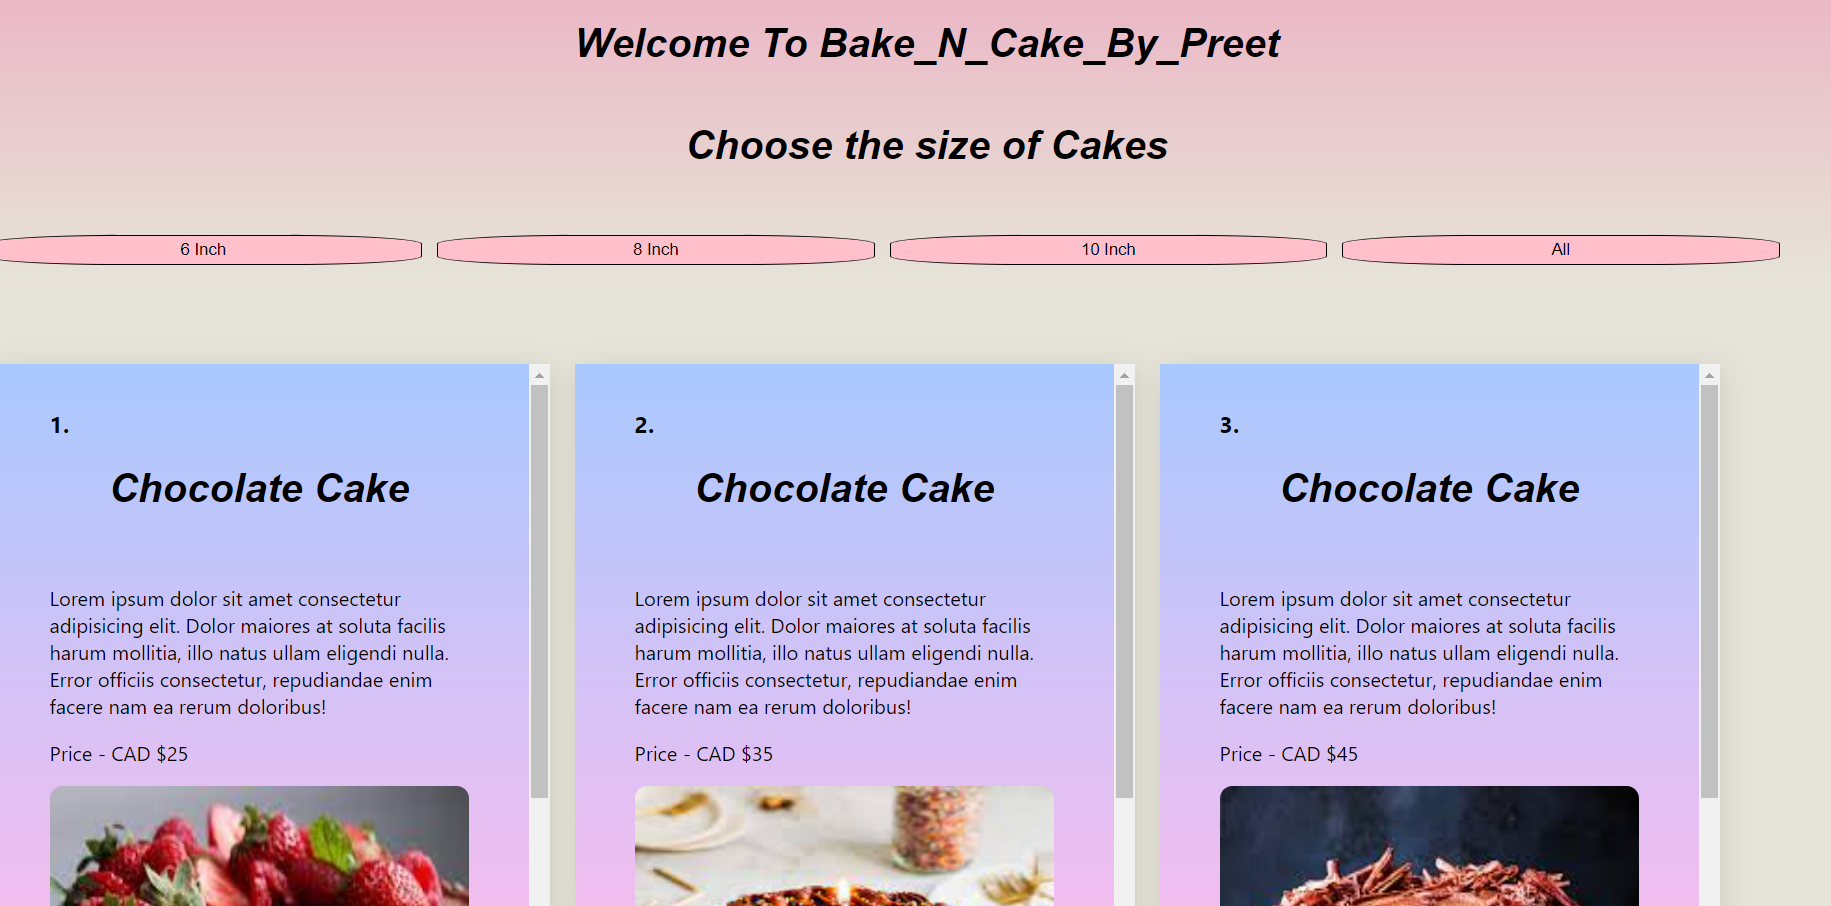 Welcome To Bake_N_Cake_By_Preet
Choose the size of Cakes
6 Inch
8 Inch
10 Inch
All
1.
Chocolate Cake
Lorem ipsum dolor sit amet consectetur
adipisicing elit. Dolor maiores at soluta facilis
harum mollitia, illo natus ullam eligendi nulla.
Error officiis consectetur, repudiandae enim
facere nam ea rerum doloribus!
Price - CAD $25
2.
Chocolate Cake
Lorem ipsum dolor sit amet consectetur
adipisicing elit. Dolor maiores at soluta facilis
harum mollitia, illo natus ullam eligendi nulla.
Error officiis consectetur, repudiandae enim
facere nam ea rerum doloribus!
Price - CAD $35
3.
Chocolate Cake
Lorem ipsum dolor sit amet consectetur
adipisicing elit. Dolor maiores at soluta facilis
harum mollitia, illo natus ullam eligendi nulla.
Error officiis consectetur, repudiandae enim
facere nam ea rerum doloribus!
Price - CAD $45